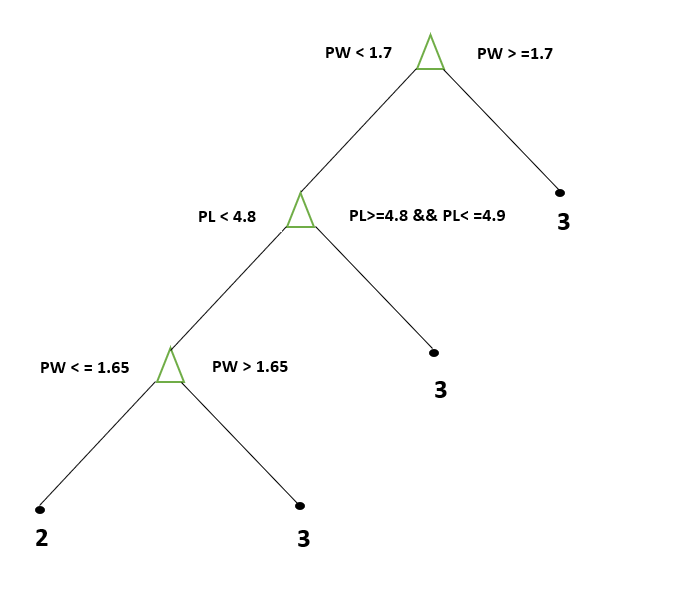 PW < 1.7
PW > =1.7
PL < 4.8
PL>=4.8 && PL< =4.9
3
PW < = 1.65
PW > 1.65
3
2
3